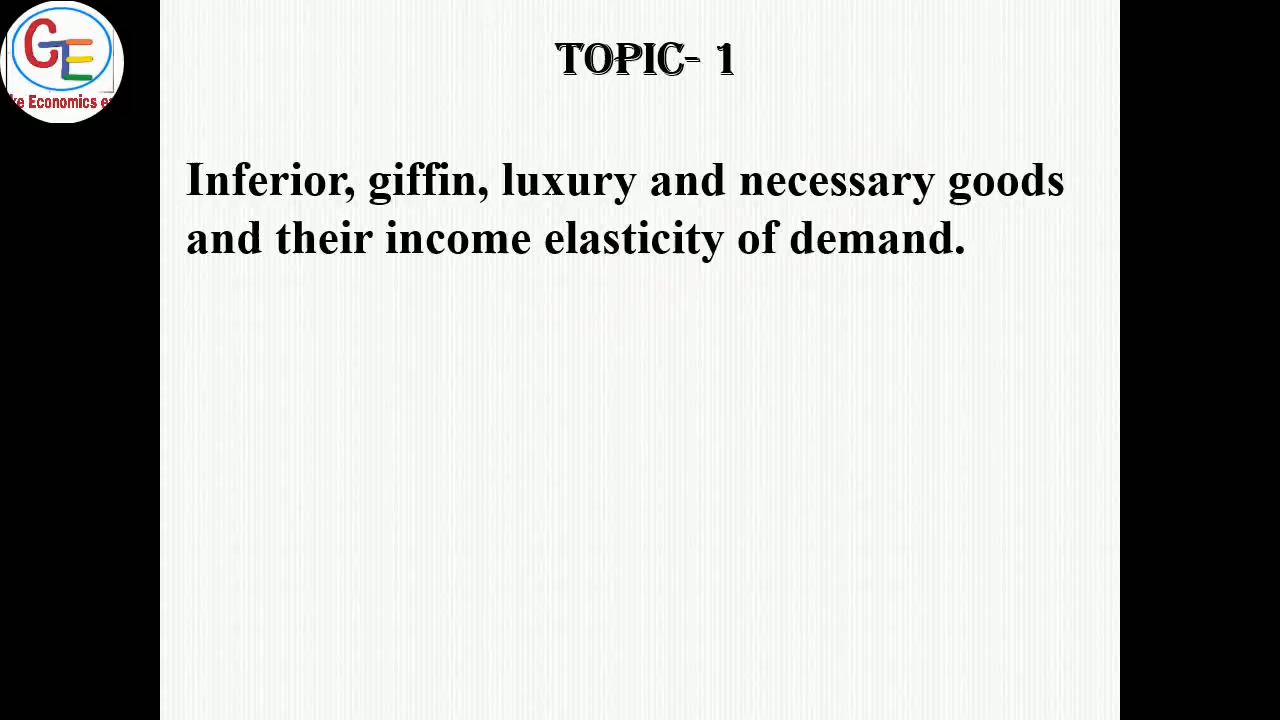 GE
Economics
TOPIC- 1
Inferior, giffin, luxury and necessary goods
and their income elasticity of demand.